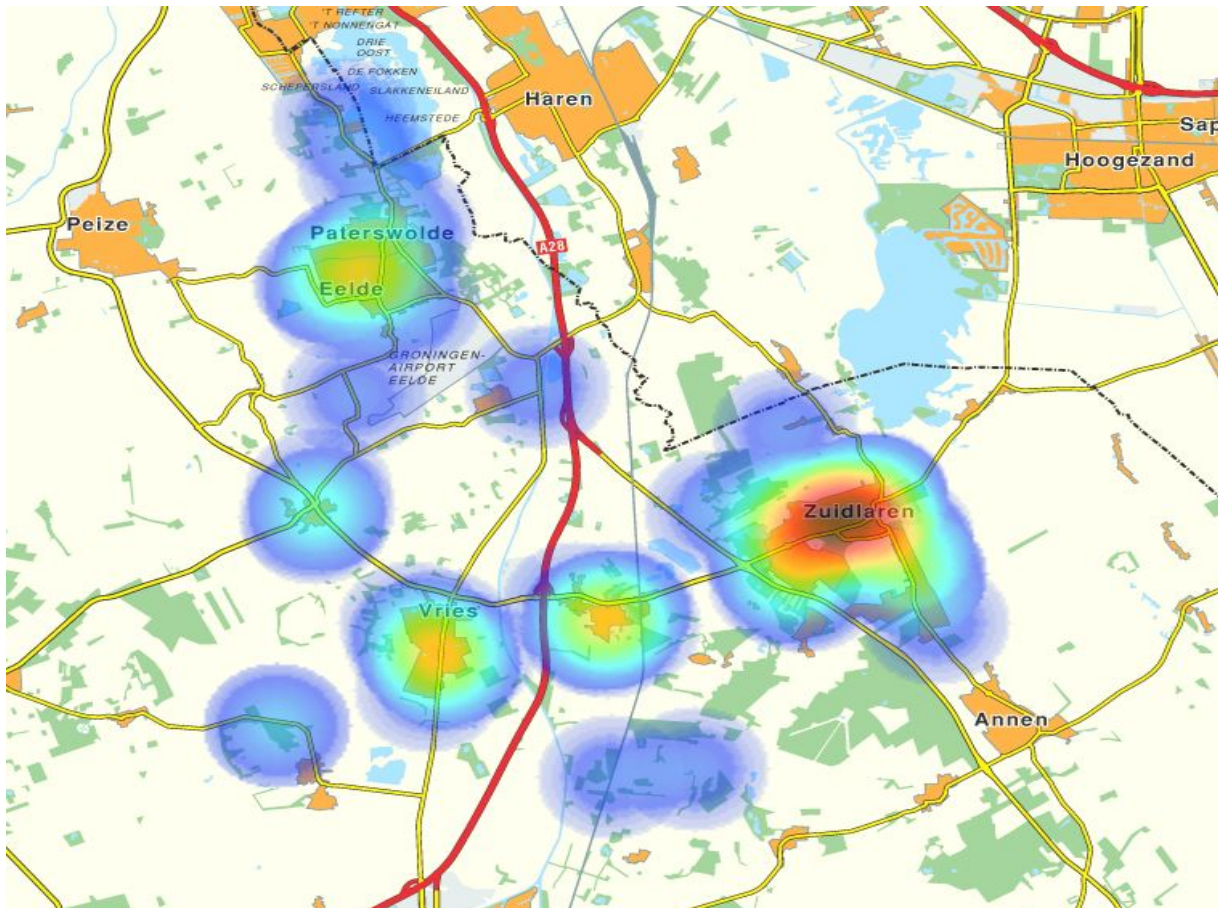 'T REFTER
'T NONNENGAT
DRIE
OOST
DE FOKKEN
SCHEPERSLAND
SLAKKENEILAND
HEEMSTEDE
Haren
Sap
Hoogezand
Peize
Paterswolde
A28
Eelde
GRONINGEN-
AIRPORT
EELDE
Zuidlaren
Vries
Annen